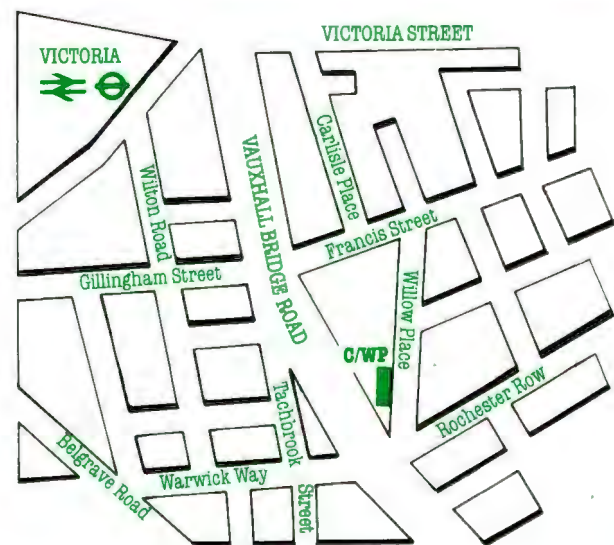 VICTORIA STREET
VICTORIA
Carlisle Place
VAUXHALL BRIDGE ROAD
Wilton Road
Francis Street
Gillingham Street
Willow Place
C/WP
Tachbrook
Street
Rochester Row
Belgrave Road
Warwick Way